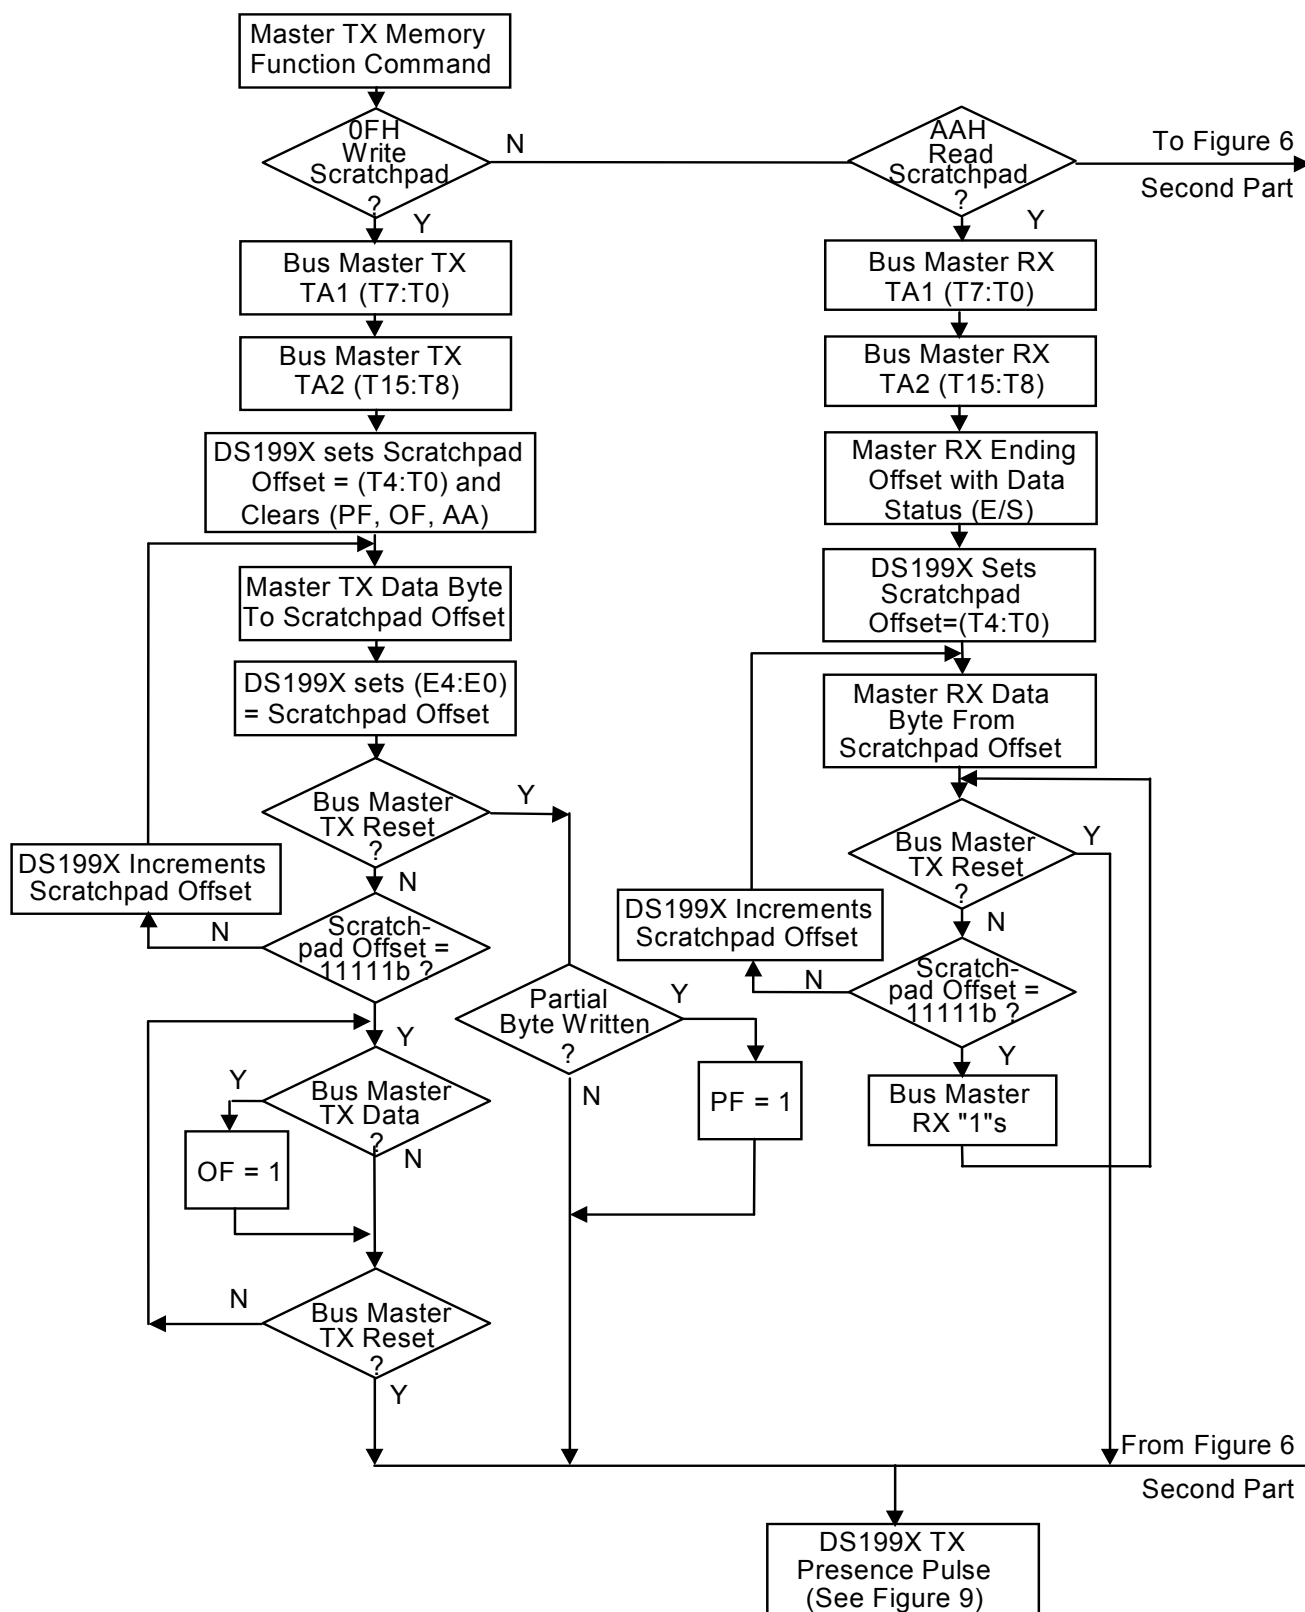 Master TX Memory
Function Command
0FH
Write
Scratchpad
?
N
Y
AAH
Read
Scratchpad
?
Y
To Figure 6
Second Part
Bus Master TX
TA1 (T7:T0)
Bus Master TX
TA2 (T15:T8)
DS199X sets Scratchpad
Offset = (T4:T0) and
Clears (PF, OF, AA)
Master TX Data Byte
To Scratchpad Offset
DS199X sets (E4:E0)
= Scratchpad Offset
Bus Master
TX Reset
?
Y
N
DS199X Increments
Scratchpad Offset
N
Scratch-
pad Offset =
11111b ?
Y
Partial
Byte Written
?
Y
N
PF = 1
Bus Master
TX Data
?
Y
N
OF = 1
Bus Master
TX Reset
?
N
Y
Bus Master RX
TA1 (T7:T0)
Bus Master RX
TA2 (T15:T8)
Master RX Ending
Offset with Data
Status (E/S)
DS199X Sets
Scratchpad
Offset=(T4:T0)
Master RX Data
Byte From
Scratchpad Offset
Bus Master
TX Reset
?
Y
N
DS199X Increments
Scratchpad Offset
N
Scratch-
pad Offset =
11111b ?
Y
Bus Master
RX "1"s
From Figure 6
Second Part
DS199X TX
Presence Pulse
(See Figure 9)